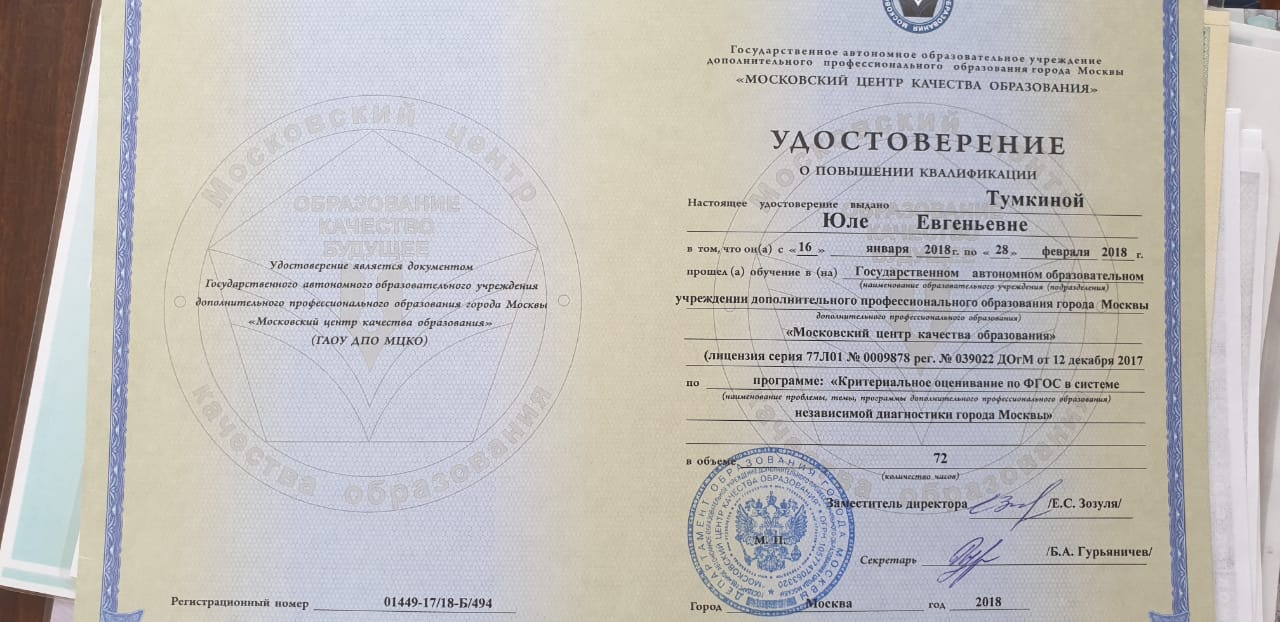 Московский центр
качества образования
ОБРАЗОВАНИЕ
КАЧЕСТВО
БУДУЩЕЕ
Удостоверение является документом
Государственного автономного образовательного учреждения
дополнительного профессионального образования города Москвы
«Московский центр качества образования»
(ГАОУ ДПО МЦКО)
Регистрационный номер 01449-17/18-Б/494
Государственное автономное образовательное учреждение
дополнительного профессионального образования города Москвы
«МОСКОВСКИЙ ЦЕНТР КАЧЕСТВА ОБРАЗОВАНИЯ»
УДОСТОВЕРЕНИЕ
О ПОВЫШЕНИИ КВАЛИФИКАЦИИ
Настоящее удостоверение выдано Тумкиной
Юле Евгеньевне
в том, что он(а) с «16» января 2018 г. по «28» февраля 2018 г.
прошел (а) обучение в (на) Государственном автономном образовательном
(наименование образовательного учреждения (подразделения)
учреждении дополнительного профессионального образования города Москвы
дополнительного профессионального образования)
«Московский центр качества образования»
(лицензия серия 77Л01 № 0009878 рег. № 039022 ДОгМ от 12 декабря 2017
по программе: «Критериальное оценивание по ФГОС в системе
(наименование проблемы, темы, программы дополнительного профессионального образования)
независимой диагностики города Москвы»
в объеме 72
(количество часов)
Заместитель директора /Е.С. Зозуля/
М. П.
Секретарь /Б.А. Гурьяничев/
Город Москва год 2018
ДЕПАРТАМЕНТ ОБРАЗОВАНИЯ ГОРОДА МОСКВЫ